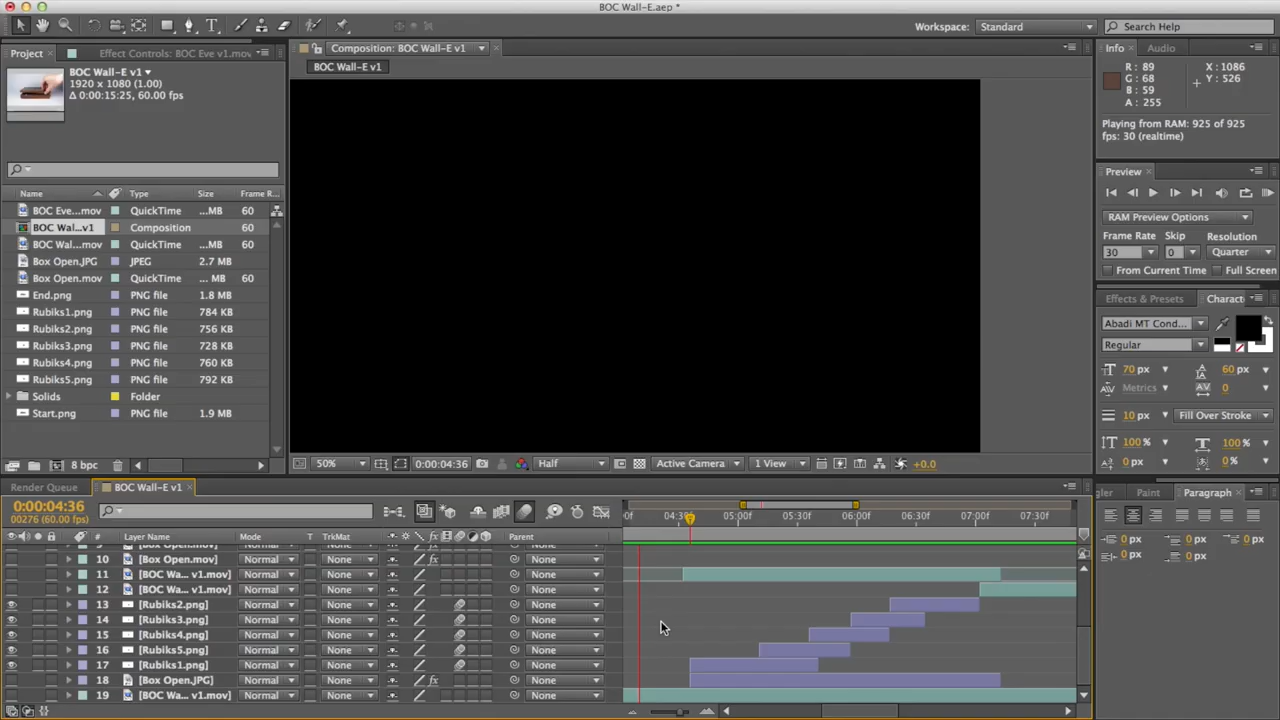 BOC Wall-E.aep *
Workspace: Standard
Search Help
Project
Effect Controls: BOC Eve v1.mov
Composition: BOC Wall-E v1
Info
Audio
BOC Wall-E v1
1920 x 1080 (1.00)
Δ 0:00:15:25, 60.00 fps
BOC Wall-E v1
R : 89
G : 68
B : 59
A : 255
X : 1086
Y : 526
Playing from RAM: 925 of 925
fps: 30 (realtime)
Preview
RAM Preview Options
Frame Rate
Skip
Resolution
30
0
Quarter
From Current Time
Full Screen
Name
Type
Size
Frame R...
BOC Eve...mov QuickTime ...MB 60
BOC Wal...v1 Composition 60
BOC Wal...mov QuickTime ...MB 60
Box Open.JPG JPEG 2.7 MB
Box Open.mov QuickTime ... MB 60
End.png PNG file 1.8 MB
Rubiks1.png PNG file 784 KB
Rubiks2.png PNG file 756 KB
Rubiks3.png PNG file 728 KB
Rubiks4.png PNG file 760 KB
Rubiks5.png PNG file 792 KB
Solids Folder
Start.png PNG file 1.9 MB
Effects & Presets
Charact
Abadi MT Cond...
Regular
70 px
60 px
Metrics
0
10 px
Fill Over Stroke
100%
100%
0 px
0%
8 bpc
50%
0:00:04:36
Half
Active Camera
1 View
+0.0
Render Queue
BOC Wall-E v1
gler
Paint
Paragraph
0 px
0 px
0 px
0 px
0 px
0:00:04:36
00276 (60.00 fps)
0f
04:30f
05:00f
05:30f
06:00f
06:30f
07:00f
07:30f
#
Layer Name
Mode
T
TrkMat
Parent
9 [Box Open.mov] Normal None None
10 [Box Open.mov] Normal None None
11 [BOC Wa... v1.mov] Normal None None
12 [BOC Wa... v1.mov] Normal None None
13 [Rubiks2.png] Normal None None
14 [Rubiks3.png] Normal None None
15 [Rubiks4.png] Normal None None
16 [Rubiks5.png] Normal None None
17 [Rubiks1.png] Normal None None
18 [Box Open.JPG] Normal None None
19 [BOC Wa... v1.mov] Normal None None